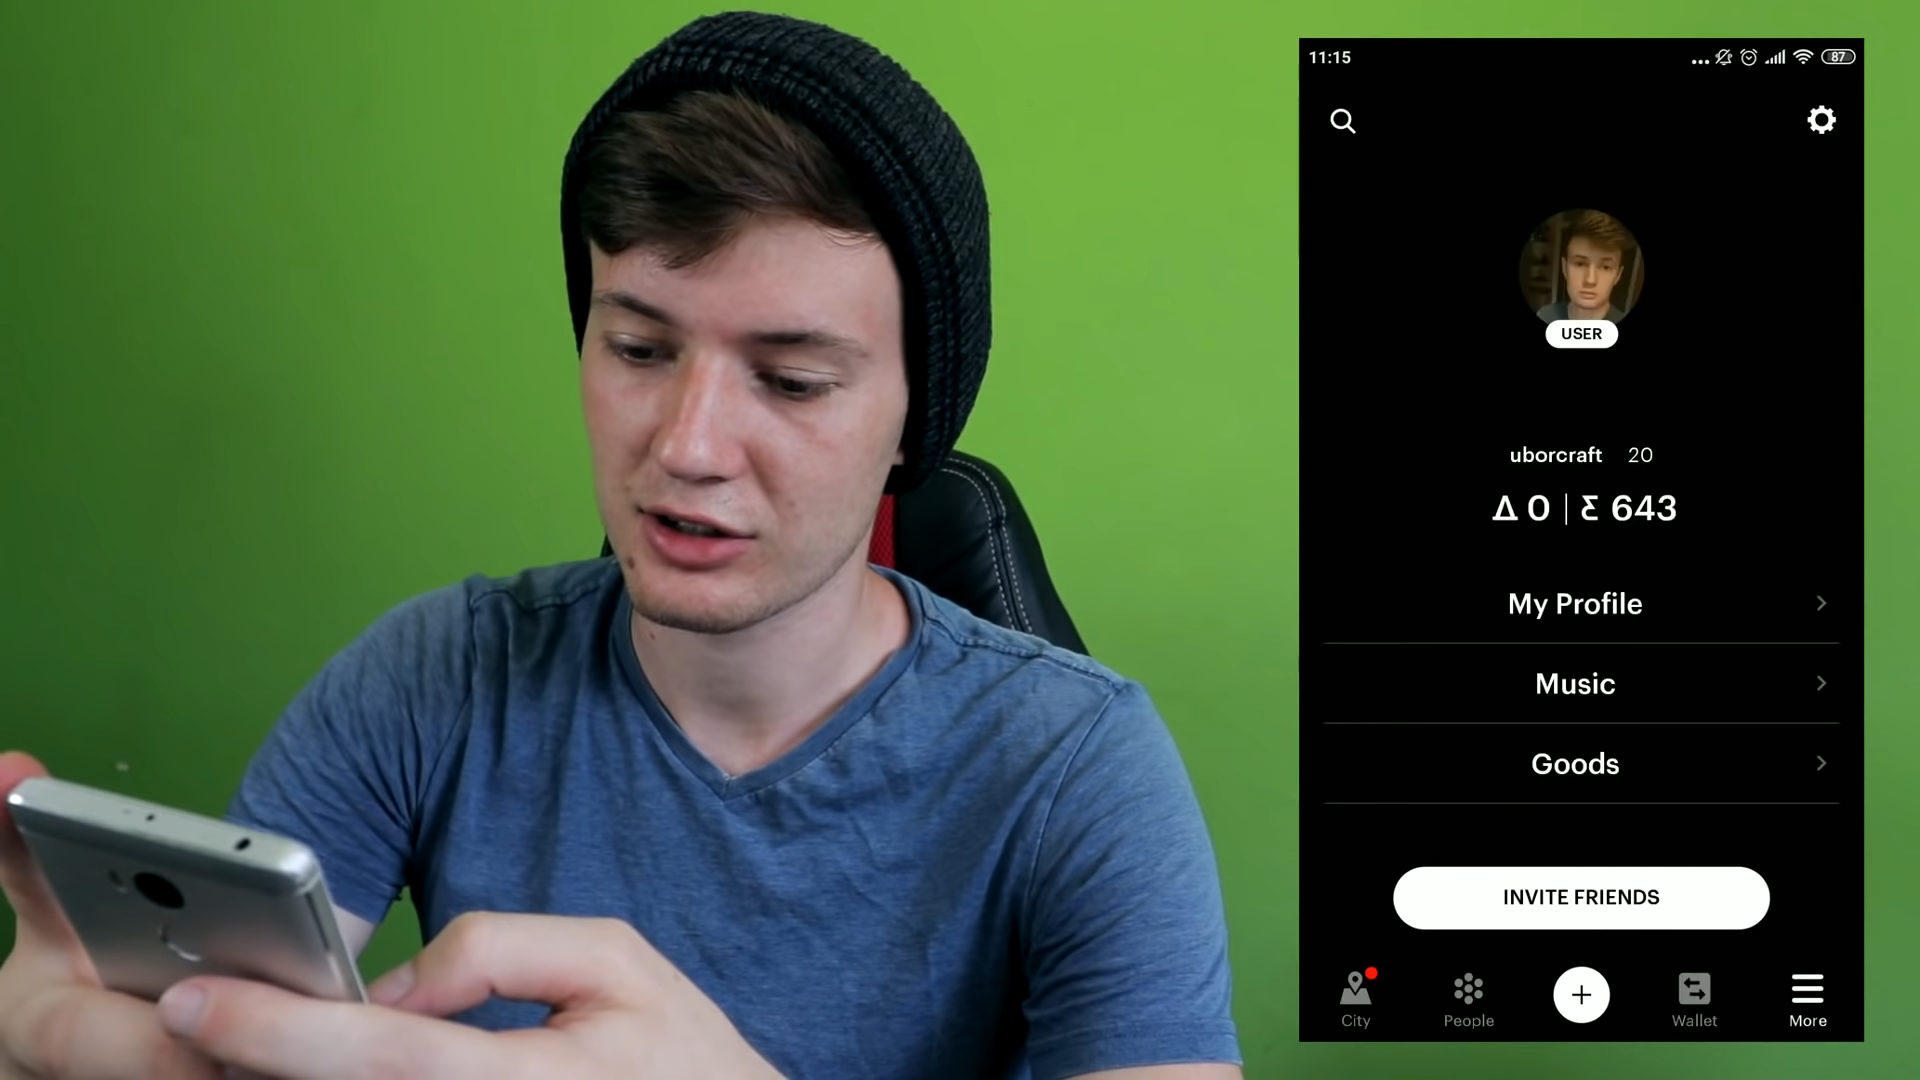 11:15
87
USER
uborcraft 20
Δ 0 | Ƹ 643
My Profile
Music
Goods
INVITE FRIENDS
City People Wallet More